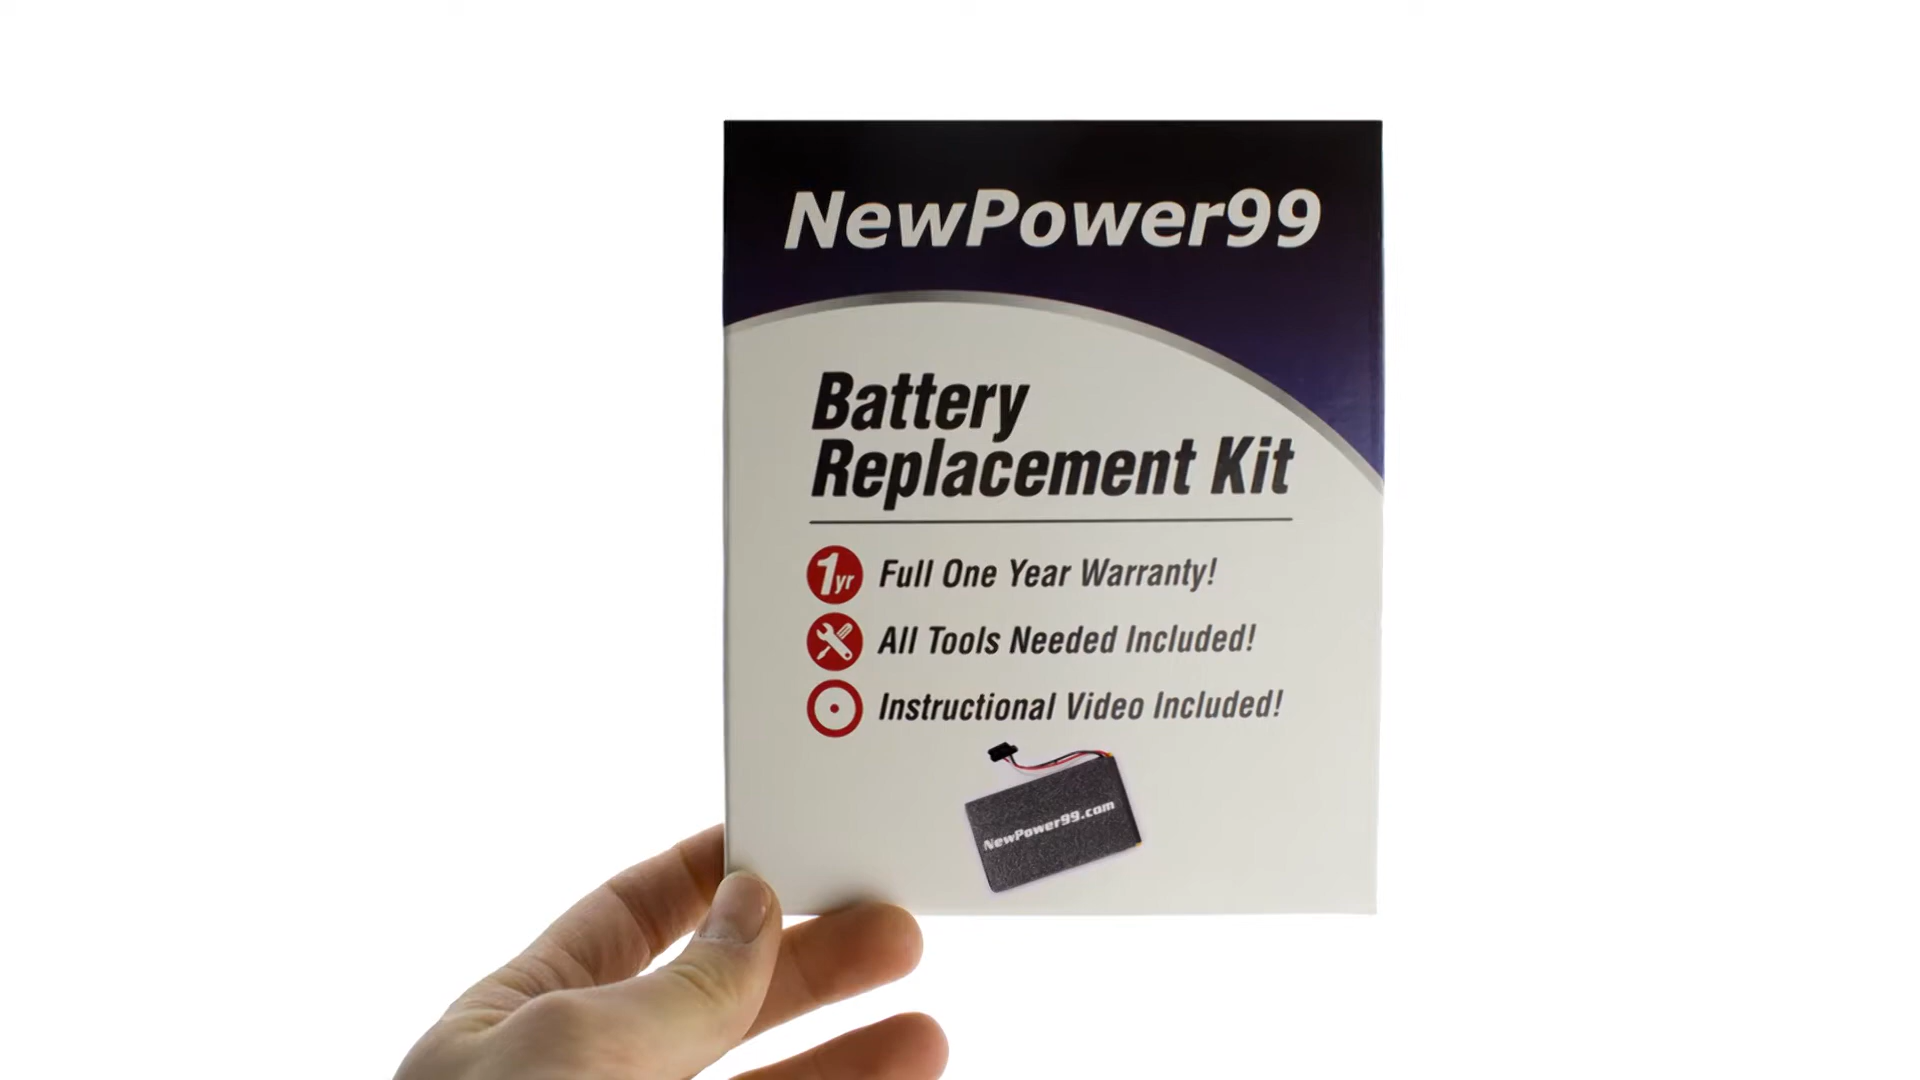 NewPower99
Battery
Replacement Kit
1yr Full One Year Warranty!
All Tools Needed Included!
Instructional Video Included!
NewPower99.com